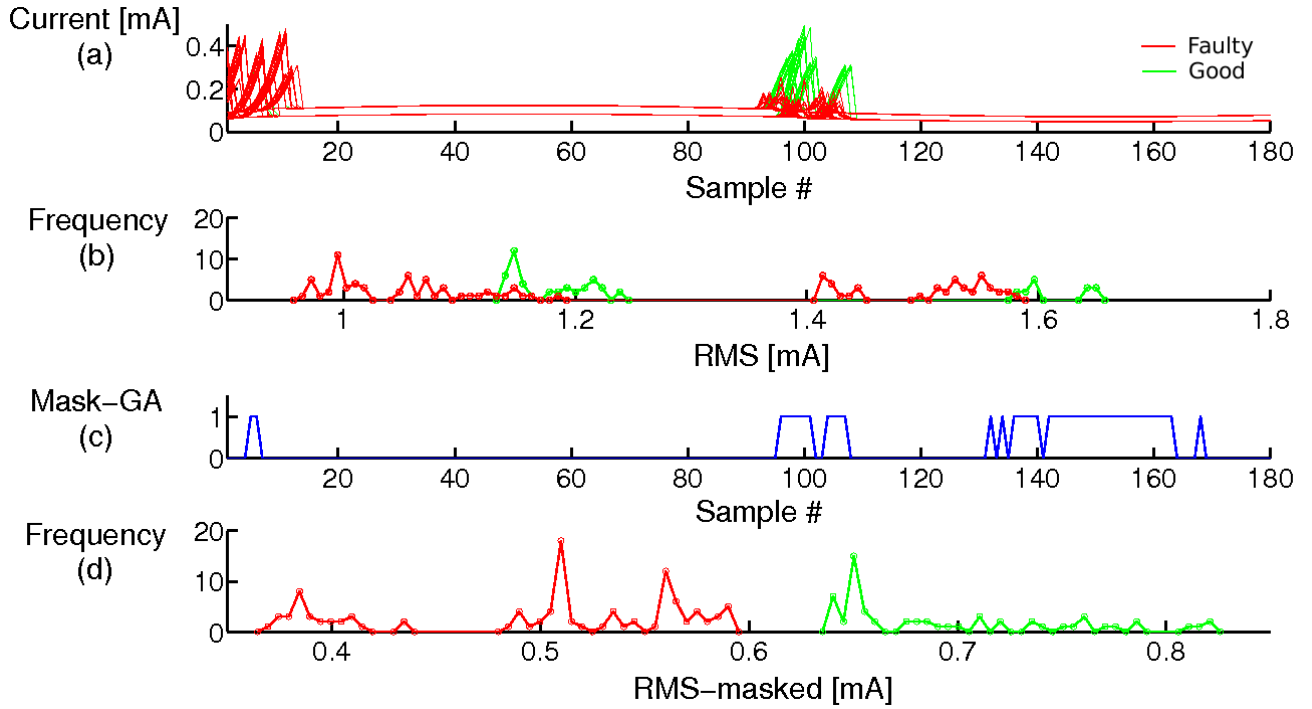 Current [mA]
(a)
0.4
0.2
0
Faulty
Good
20 40 60 80 100 120 140 160 180
Sample #
Frequency
(b)
20
10
0
1 1.2 1.4 1.6 1.8
RMS [mA]
Mask-GA
(c)
1
0
20 40 60 80 100 120 140 160 180
Sample #
Frequency
(d)
20
10
0
0.4 0.5 0.6 0.7 0.8
RMS-masked [mA]